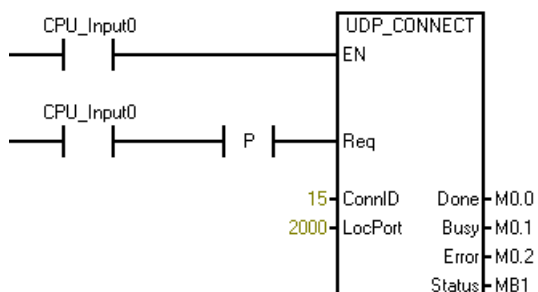 CPU_Input0 UDP_CONNECT
EN
CPU_Input0
P Req
15 ConnID Done M0.0
2000 LocPort Busy M0.1
Error M0.2
Status MB1